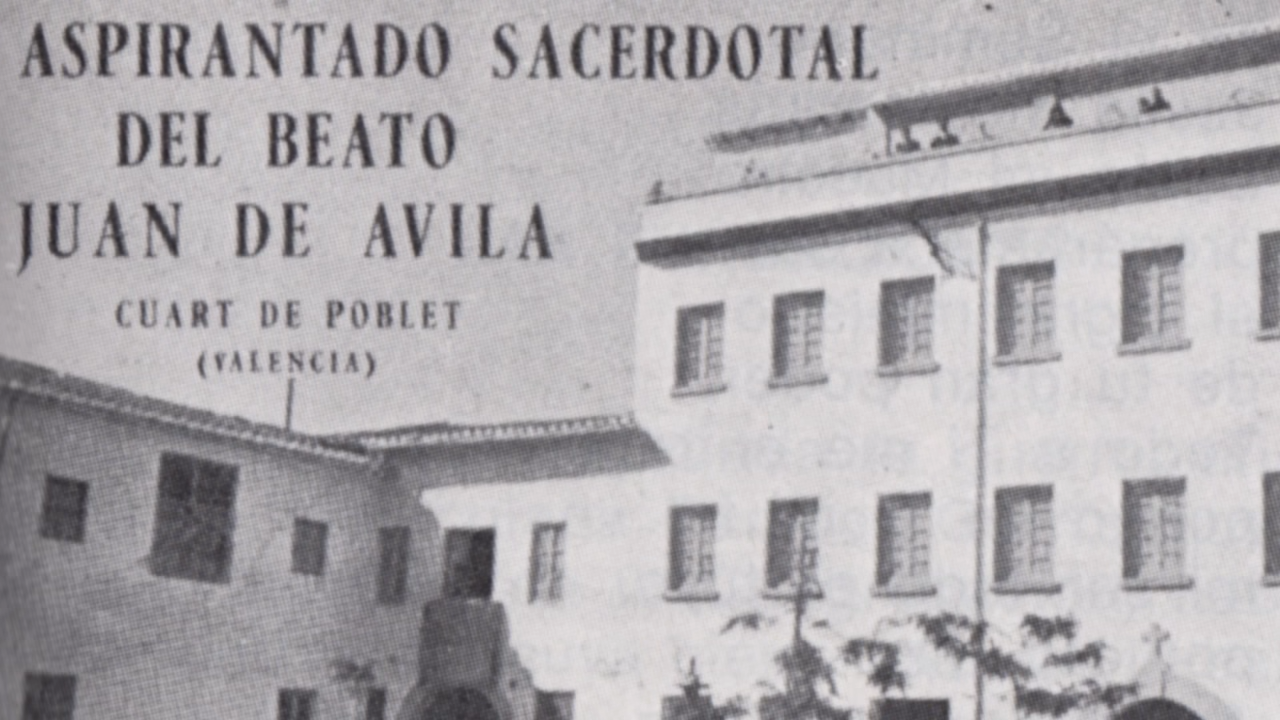 ASPIRANTADO SACERDOTAL
DEL BEATO
JUAN DE AVILA
CUART DE POBLET
(VALENCIA)